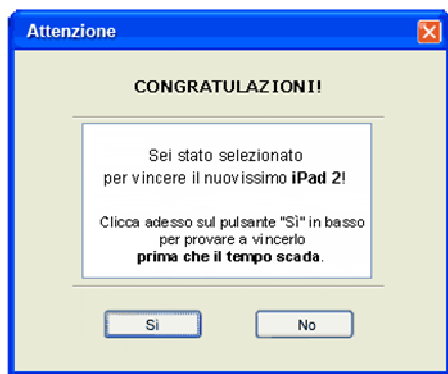 Attenzione
CONGRATULAZIONI!
Sei stato selezionato
per vincere il nuovissimo iPad 2!
Clicca adesso sul pulsante "Sì" in basso
per provare a vincerlo
prima che il tempo scada.
Sì
No